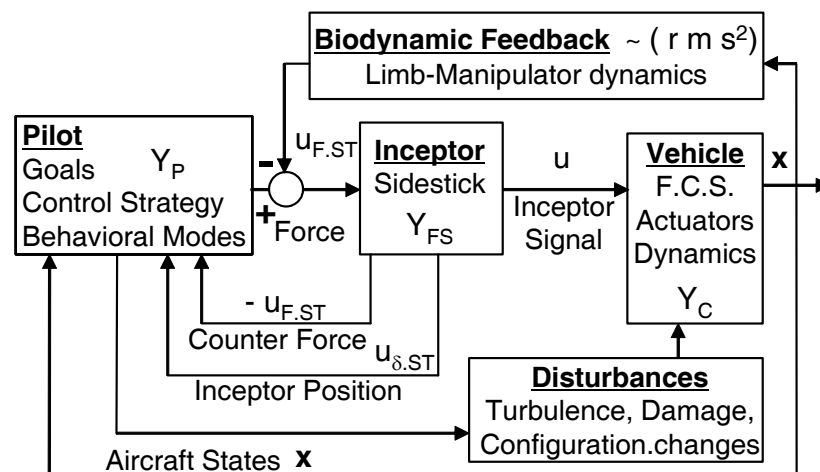 Biodynamic Feedback ~ ( r m s²)
Limb-Manipulator dynamics
Pilot
Goals Y_P
Control Strategy
Behavioral Modes
-
+
u_F.ST
Force
Inceptor
Sidestick
Y_FS
u
Inceptor
Signal
Vehicle
F.C.S.
Actuators
Dynamics
Y_C
x
- u_F.ST
Counter Force
u_δ.ST
Inceptor Position
Disturbances
Turbulence, Damage,
Configuration.changes
Aircraft States x